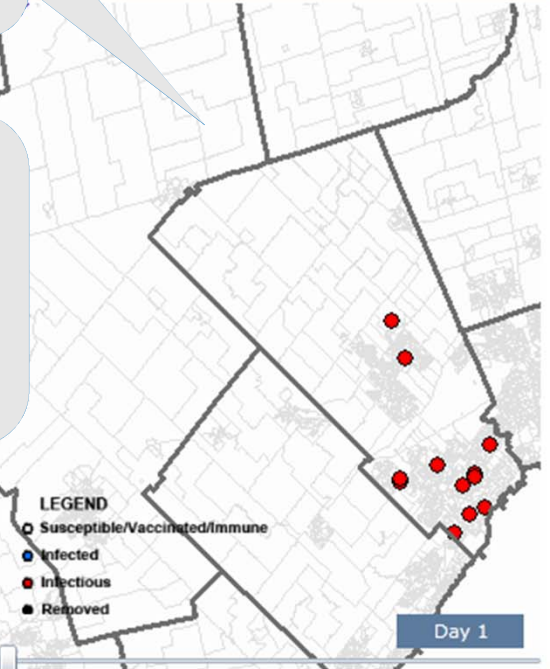 LEGEND
Susceptible/Vaccinated/Immune
Infected
Infectious
Removed
Day 1